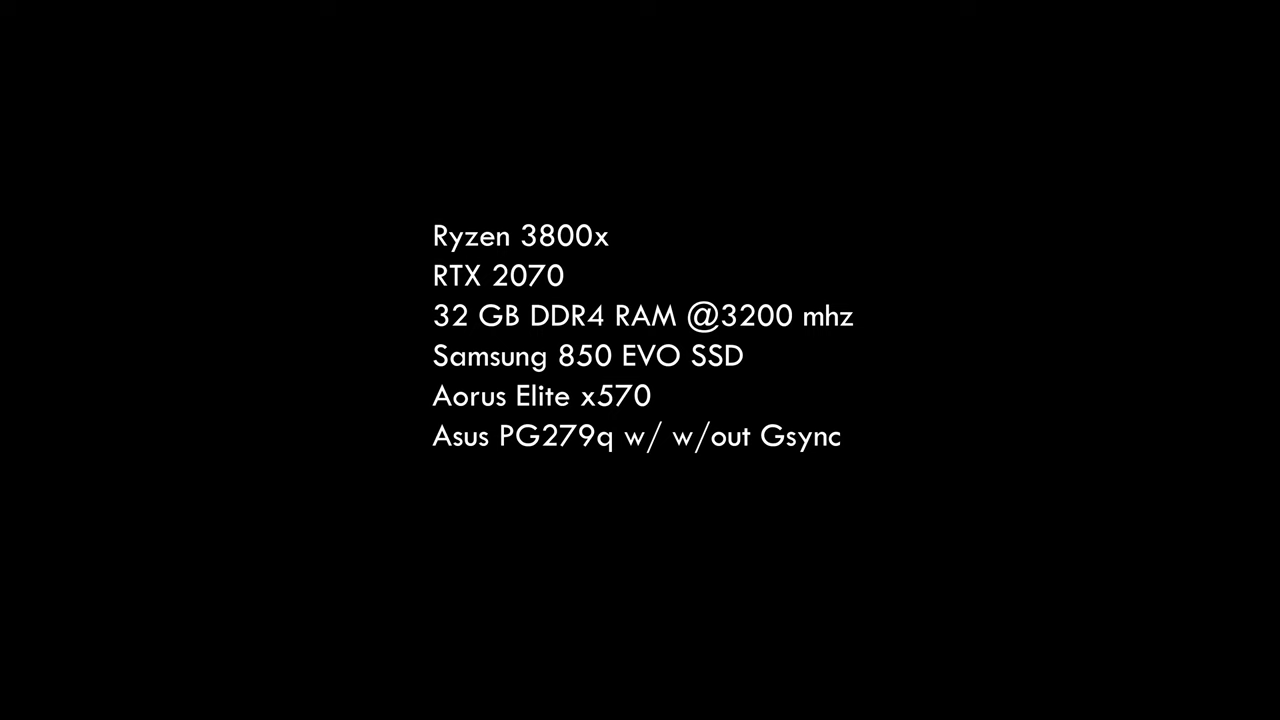 Ryzen 3800x
RTX 2070
32 GB DDR4 RAM @3200 mhz
Samsung 850 EVO SSD
Aorus Elite x570
Asus PG279q w/ w/out Gsync